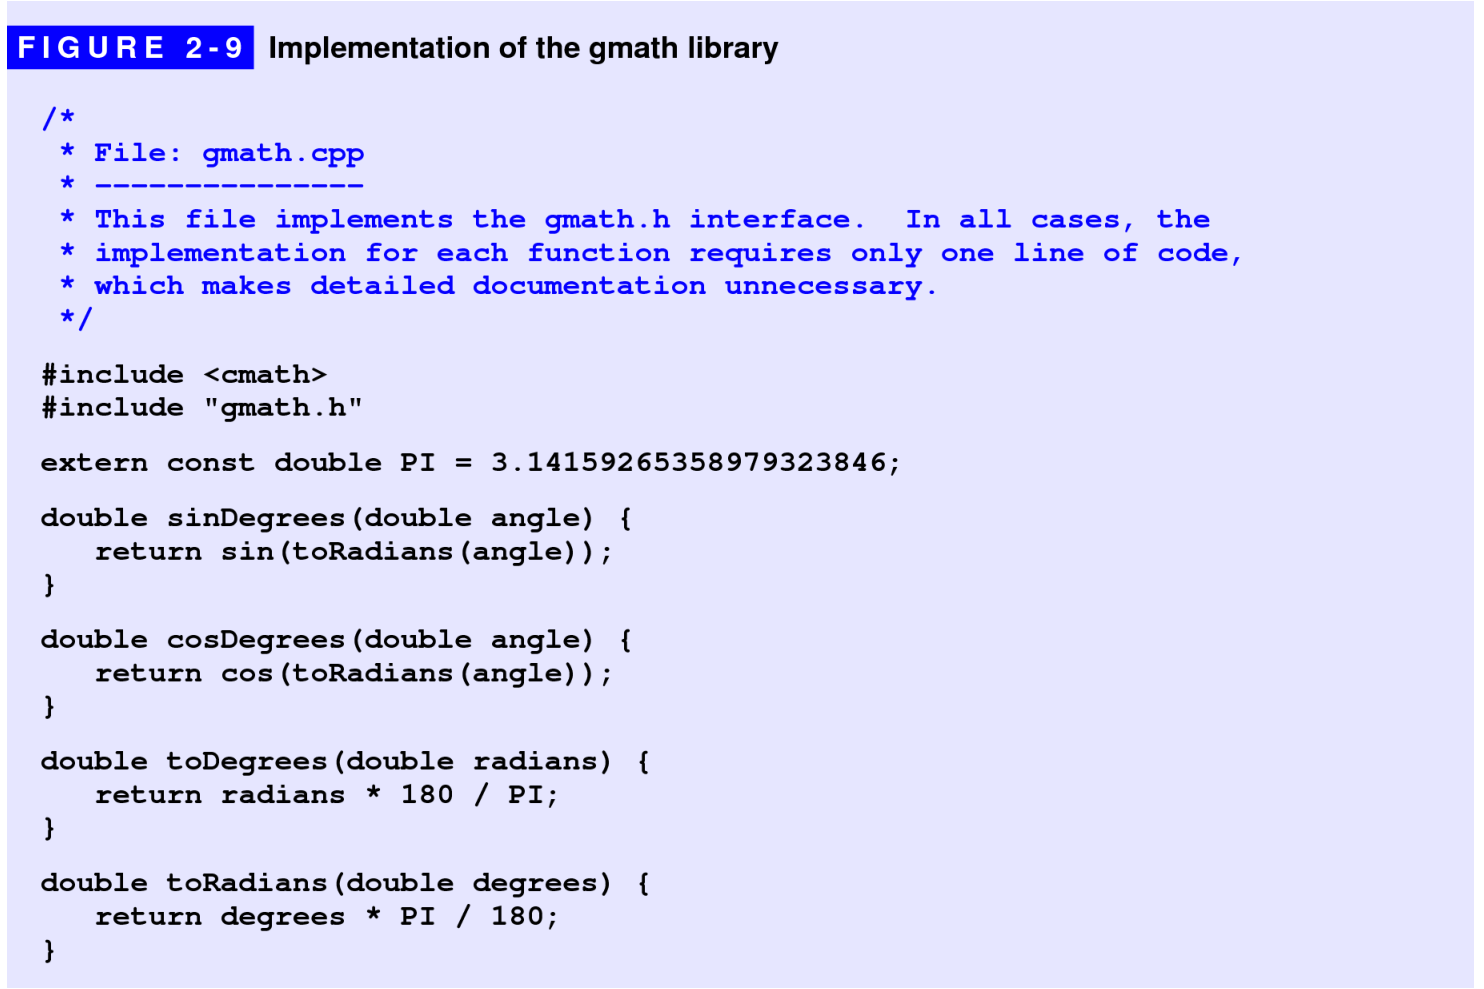 FIGURE 2-9 Implementation of the gmath library
/*
 * File: gmath.cpp
 * ---------------
 * This file implements the gmath.h interface.  In all cases, the
 * implementation for each function requires only one line of code,
 * which makes detailed documentation unnecessary.
 */
#include <cmath>
#include "gmath.h"
extern const double PI = 3.14159265358979323846;
double sinDegrees(double angle) {
   return sin(toRadians(angle));
}
double cosDegrees(double angle) {
   return cos(toRadians(angle));
}
double toDegrees(double radians) {
   return radians * 180 / PI;
}
double toRadians(double degrees) {
   return degrees * PI / 180;
}